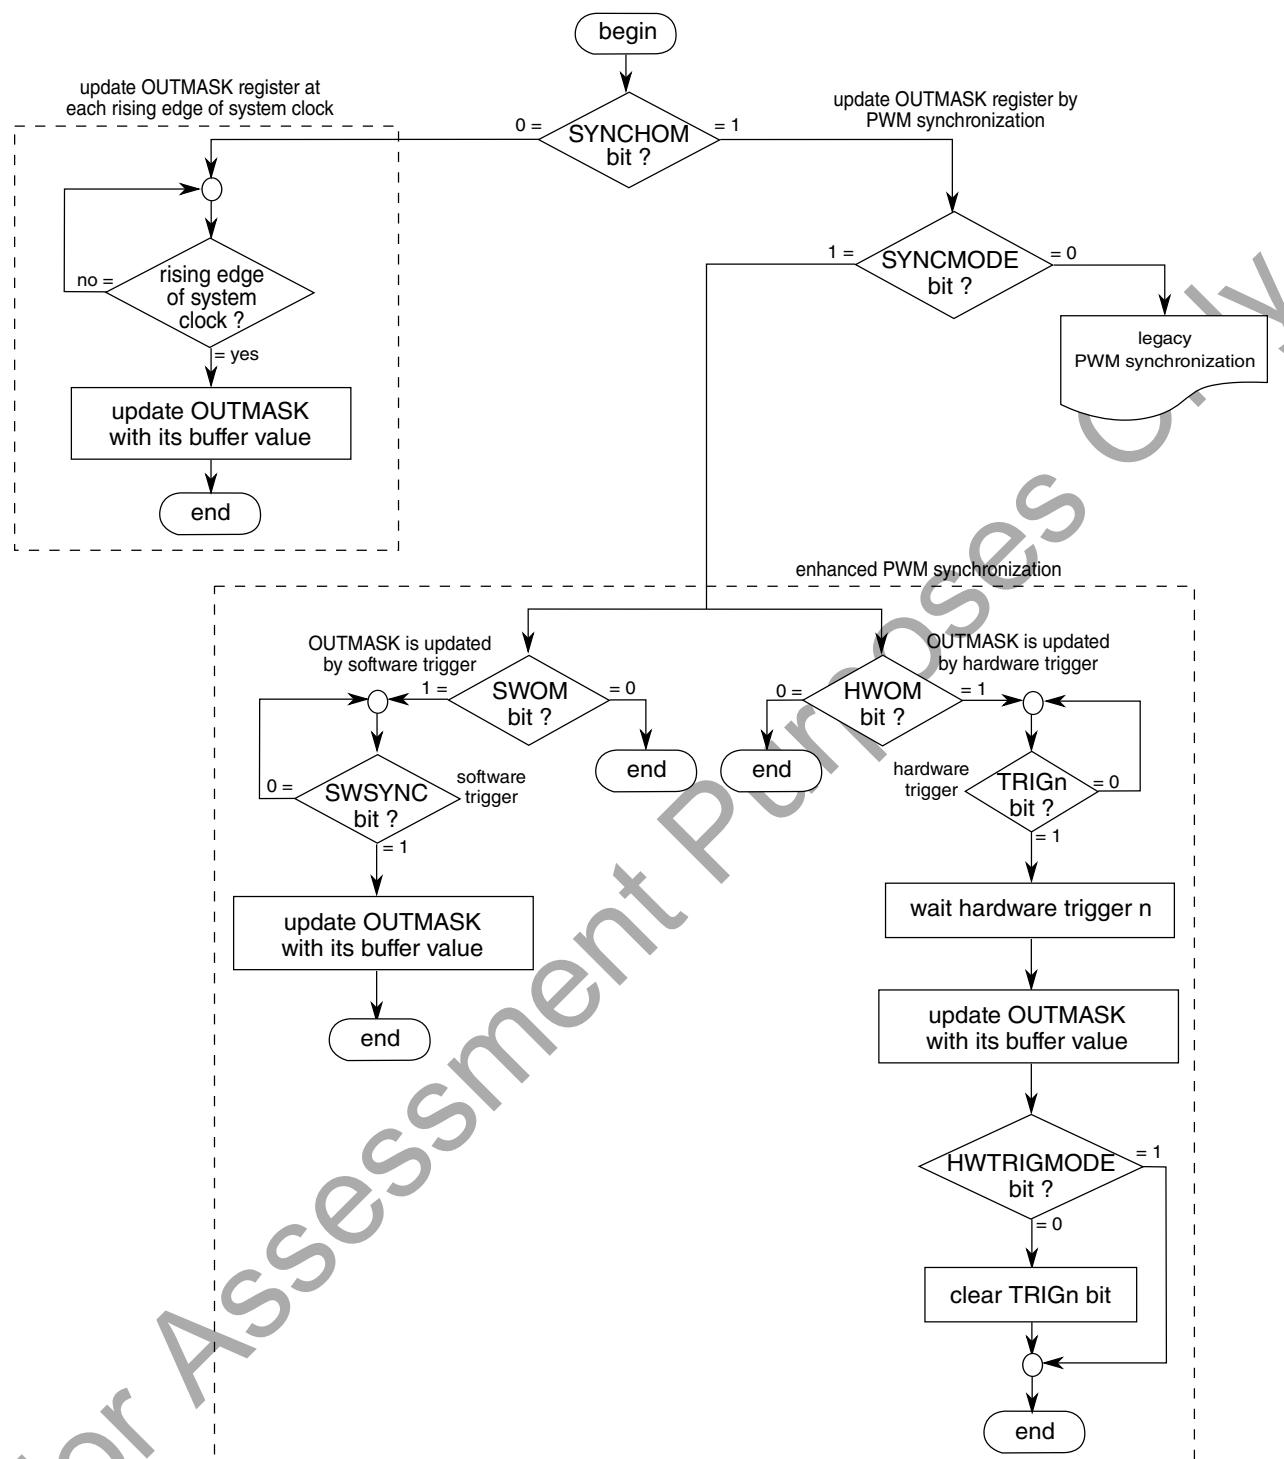 begin
update OUTMASK register at
each rising edge of system clock
update OUTMASK register by
PWM synchronization
0 =
SYNCHOM
bit ?
= 1
1 =
SYNCMODE
bit ?
= 0
no =
rising edge
of system
clock ?
= yes
legacy
PWM synchronization
update OUTMASK
with its buffer value
end
enhanced PWM synchronization
OUTMASK is updated
by software trigger
OUTMASK is updated
by hardware trigger
1 =
SWOM
bit ?
= 0
0 =
HWOM
bit ?
= 1
end
end
0 =
SWSYNC
bit ?
software
trigger
= 1
hardware
trigger
TRIGn
bit ?
= 0
= 1
update OUTMASK
with its buffer value
end
wait hardware trigger n
update OUTMASK
with its buffer value
HWTRIGMODE
bit ?
= 1
= 0
clear TRIGn bit
end
for Assessment Purposes Only